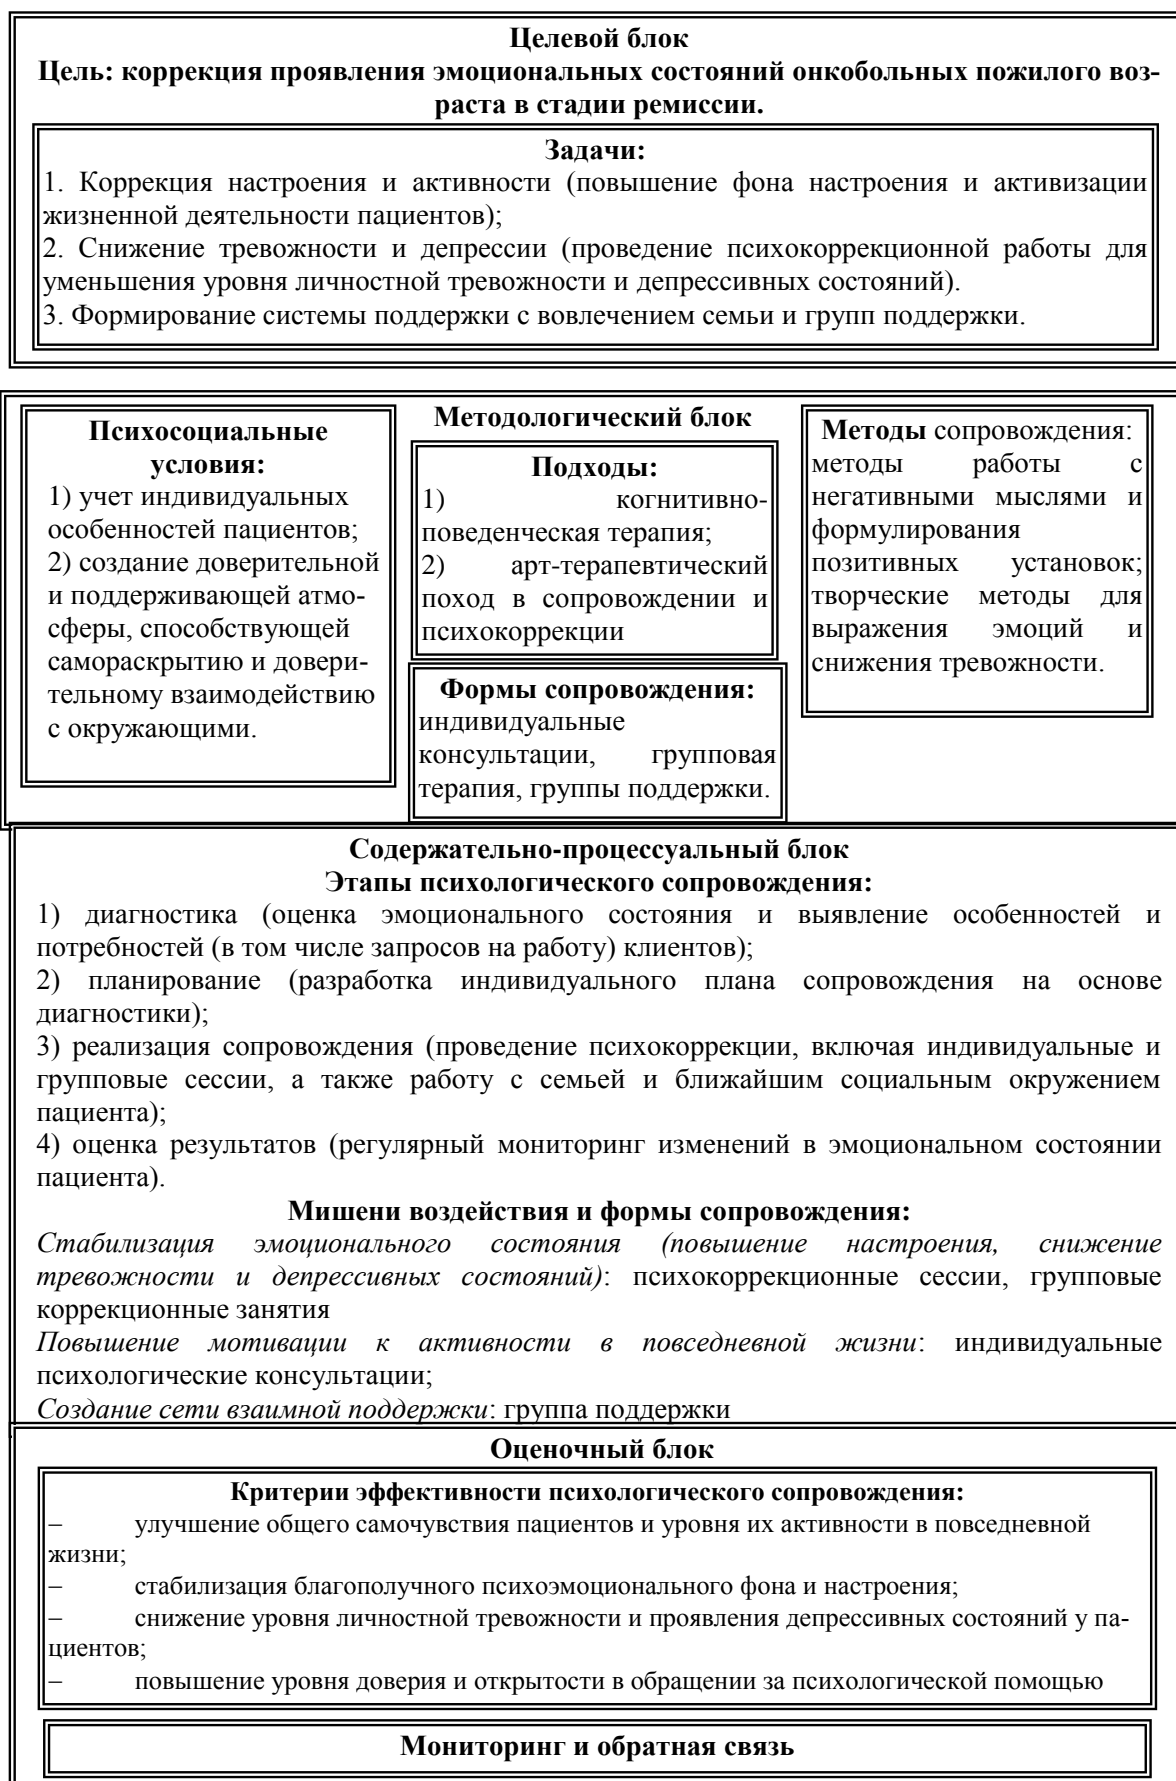 Целевой блок
Цель: коррекция проявления эмоциональных состояний онкобольных пожилого воз-
раста в стадии ремиссии.
Задачи:
1. Коррекция настроения и активности (повышение фона настроения и активизации
жизненной деятельности пациентов);
2. Снижение тревожности и депрессии (проведение психокоррекционной работы для
уменьшения уровня личностной тревожности и депрессивных состояний).
3. Формирование системы поддержки с вовлечением семьи и групп поддержки.
Психосоциальные
условия:
1) учет индивидуальных
особенностей пациентов;
2) создание доверительной
и поддерживающей атмо-
сферы, способствующей
самораскрытию и довери-
тельному взаимодействию
с окружающими.
Методологический блок
Подходы:
1) когнитивно-
поведенческая терапия;
2) арт-терапевтический
поход в сопровождении и
психокоррекции
Формы сопровождения:
индивидуальные
консультации, групповая
терапия, группы поддержки.
Методы сопровождения:
методы работы с
негативными мыслями и
формулирования
позитивных установок;
творческие методы для
выражения эмоций и
снижения тревожности.
Содержательно-процессуальный блок
Этапы психологического сопровождения:
1) диагностика (оценка эмоционального состояния и выявление особенностей и
потребностей (в том числе запросов на работу) клиентов);
2) планирование (разработка индивидуального плана сопровождения на основе
диагностики);
3) реализация сопровождения (проведение психокоррекции, включая индивидуальные и
групповые сессии, а также работу с семьей и ближайшим социальным окружением
пациента);
4) оценка результатов (регулярный мониторинг изменений в эмоциональном состоянии
пациента).
Мишени воздействия и формы сопровождения:
Стабилизация эмоционального состояния (повышение настроения, снижение
тревожности и депрессивных состояний): психокоррекционные сессии, групповые
коррекционные занятия
Повышение мотивации к активности в повседневной жизни: индивидуальные
психологические консультации;
Создание сети взаимной поддержки: группа поддержки
Оценочный блок
Критерии эффективности психологического сопровождения:
– улучшение общего самочувствия пациентов и уровня их активности в повседневной
жизни;
– стабилизация благополучного психоэмоционального фона и настроения;
– снижение уровня личностной тревожности и проявления депрессивных состояний у па-
циентов;
– повышение уровня доверия и открытости в обращении за психологической помощью
Мониторинг и обратная связь